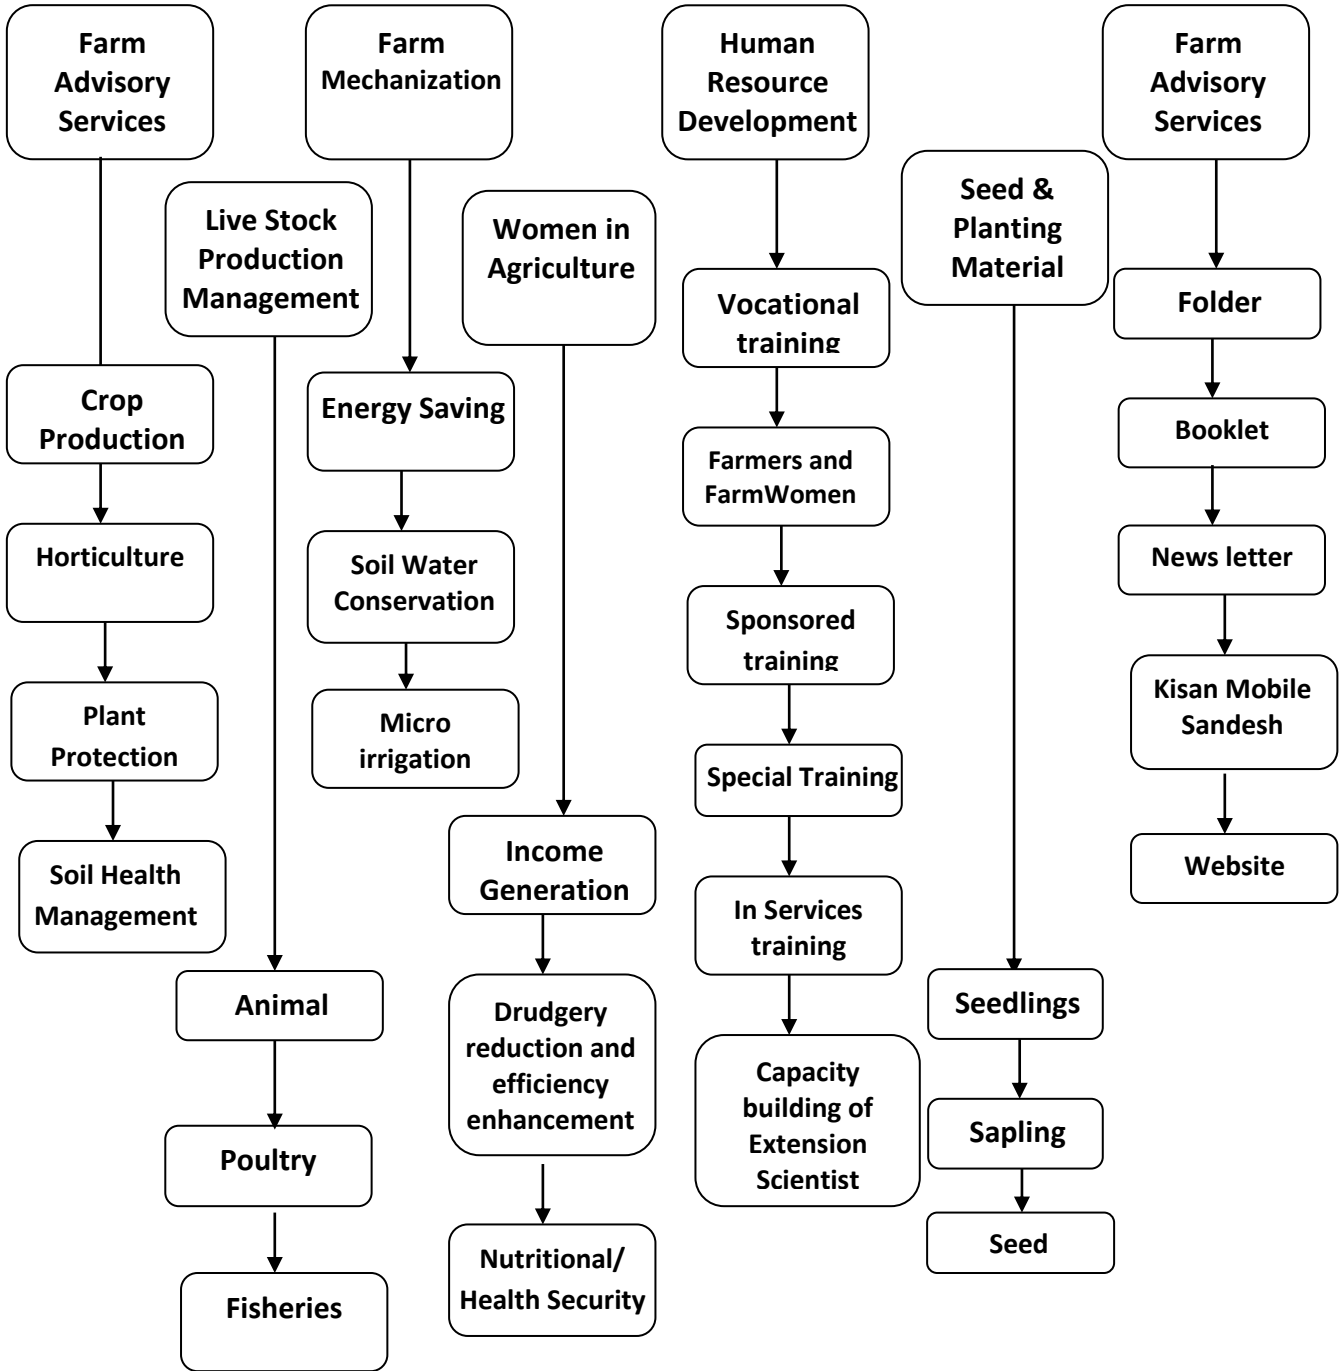 Farm
Advisory
Services
Crop
Production
Horticulture
Plant
Protection
Soil Health
Management
Live Stock
Production
Management
Animal
Poultry
Fisheries
Farm
Mechanization
Energy Saving
Soil Water
Conservation
Micro
irrigation
Women in
Agriculture
Income
Generation
Drudgery
reduction and
efficiency
enhancement
Nutritional/
Health Security
Human
Resource
Development
Vocational
training
Farmers and
FarmWomen
Sponsored
training
Special Training
In Services
training
Capacity
building of
Extension
Scientist
Seed &
Planting
Material
Seedlings
Sapling
Seed
Farm
Advisory
Services
Folder
Booklet
News letter
Kisan Mobile
Sandesh
Website